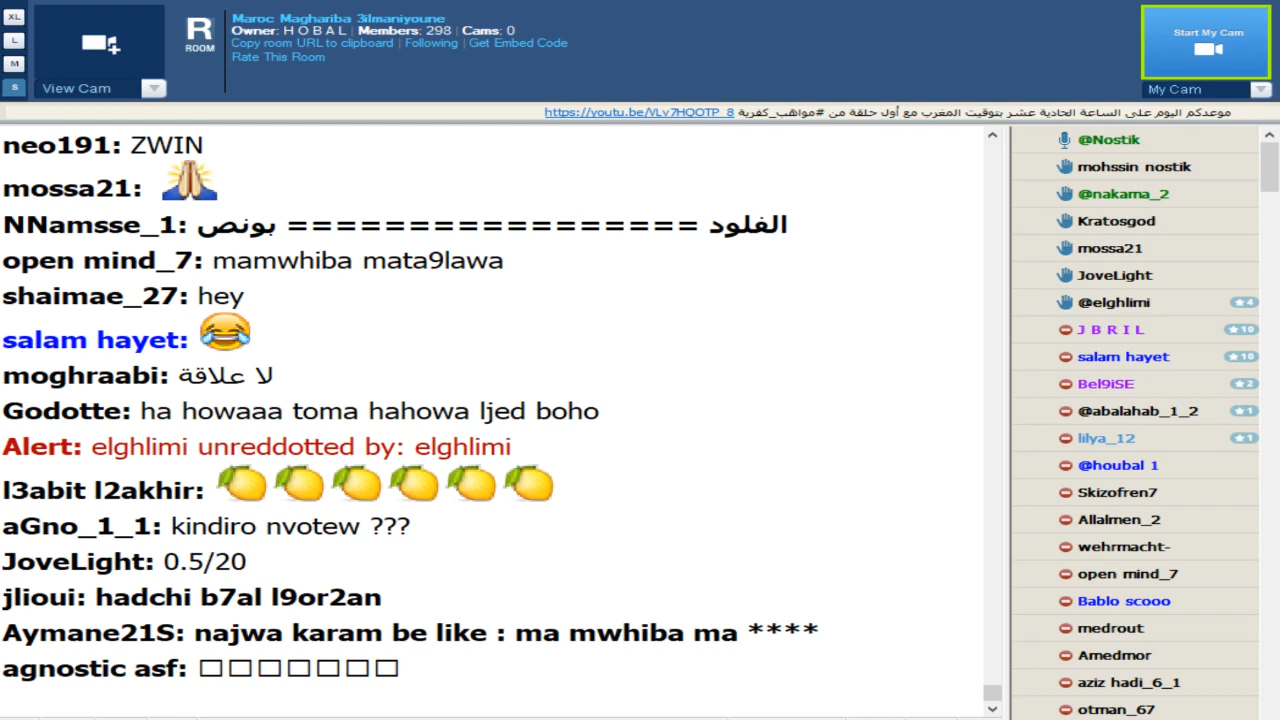 XL
L
M
S
View Cam
R
ROOM
Maroc Maghariba 3ilmaniyoune
Owner: H O B A L | Members: 298 | Cams: 0
Copy room URL to clipboard | Following | Get Embed Code
Rate This Room
Start My Cam
My Cam
موعدكم اليوم على الساعة الحادية عشر بتوقيت المغرب مع أول حلقة من #مواهب_كفرية https://youtu.be/VLv7HQOTP_8
neo191: ZWIN
mossa21:
NNamsse_1: الفلود ================= بونص
open mind_7: mamwhiba mata9lawa
shaimae_27: hey
salam hayet:
moghraabi: لا علاقة
Godotte: ha howaaa toma hahowa ljed boho
Alert: elghlimi unreddotted by: elghlimi
l3abit l2akhir:
aGno_1_1: kindiro nvotew ???
JoveLight: 0.5/20
jlioui: hadchi b7al l9or2an
Aymane21S: najwa karam be like : ma mwhiba ma ****
agnostic asf: □□□□□□□
@Nostik
mohssin nostik
@nakama_2
Kratosgod
mossa21
JoveLight
@elghlimi ★4
J B R I L ★10
salam hayet ★10
Bel9iSE ★2
@abalahab_1_2 ★1
lilya_12 ★1
@houbal 1
Skizofren7
Allalmen_2
wehrmacht-
open mind_7
Bablo scooo
medrout
Amedmor
aziz hadi_6_1
otman_67